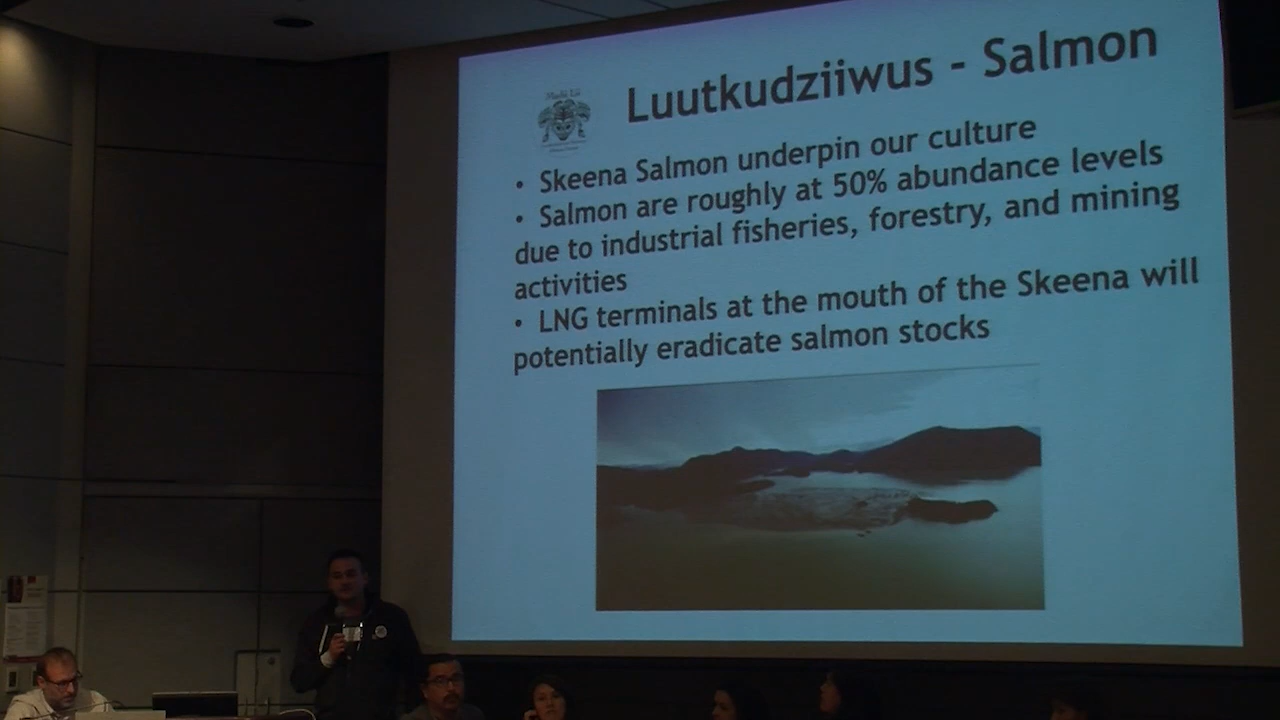 Luutkudziiwus - Salmon
• Skeena Salmon underpin our culture
• Salmon are roughly at 50% abundance levels
due to industrial fisheries, forestry, and mining
activities
• LNG terminals at the mouth of the Skeena will
potentially eradicate salmon stocks